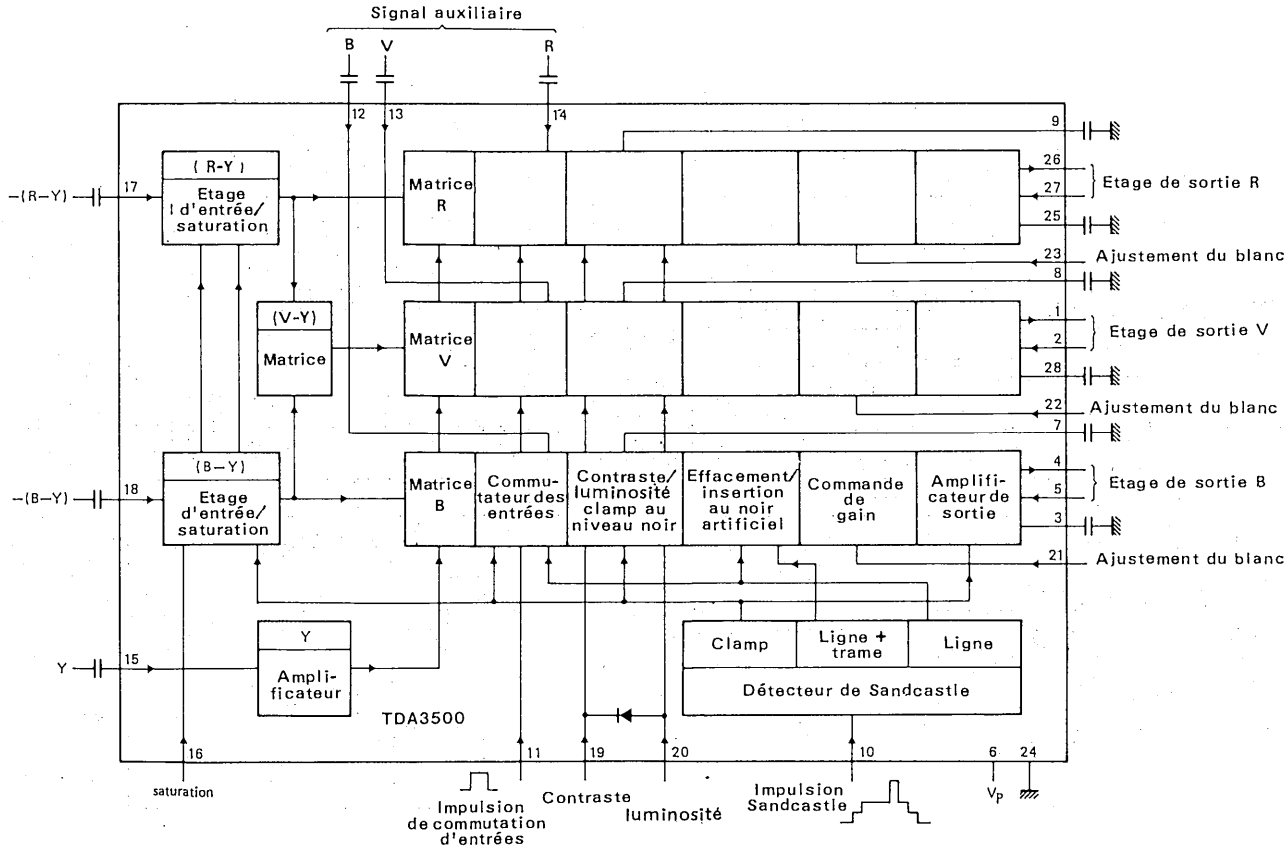 Signal auxiliaire
B V R
12 13 14
9
(R-Y)
Etage
d'entrée/
saturation
-(R-Y) 17
Matrice
R
26
27
Etage de sortie R
25
23 Ajustement du blanc
8
(V-Y)
Matrice
Matrice
V
1
2
Etage de sortie V
28
22 Ajustement du blanc
7
(B-Y)
Etage
d'entrée/
saturation
-(B-Y) 18
Matrice
B
Commu-
tateur des
entrées
Contraste/
luminosité
clamp au
niveau noir
Effacement/
insertion
au noir
artificiel
Commande
de
gain
Amplifi-
cateur de
sortie
4
5
Etage de sortie B
3
21 Ajustement du blanc
Y 15
Y
Ampli-
ficateur
Clamp
Ligne +
trame
Ligne
Détecteur de Sandcastle
TDA3500
16 11 19 20 10 6 24
saturation
Impulsion
de commutation
d'entrées
Contraste
luminosité
Impulsion
Sandcastle
Vp